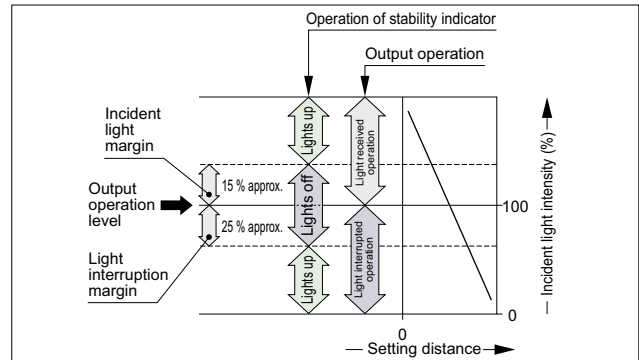 Operation of stability indicator
Output operation
Incident
light
margin
Output
operation
level
Light
interruption
margin
15 % approx.
25 % approx.
Lights up
Lights off
Lights up
Light received
operation
Light interrupted
operation
100
0
Incident light intensity (%)
0
Setting distance